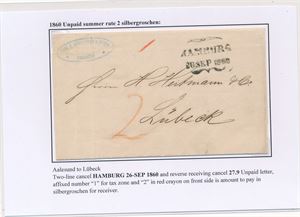 1860 Unpaid summer rate 2 silbergroschen:
1
HAMBURG
26 SEP 1860
Herrn H. & Co.
2
Lübeck
Aalesund to Lübeck
Two-line cancel HAMBURG 26-SEP 1860 and reverse receiving cancel 27.9 Unpaid letter,
affixed number "1" for tax zone and "2" in red crayon on front side is amount to pay in
silbergroschen for receiver.